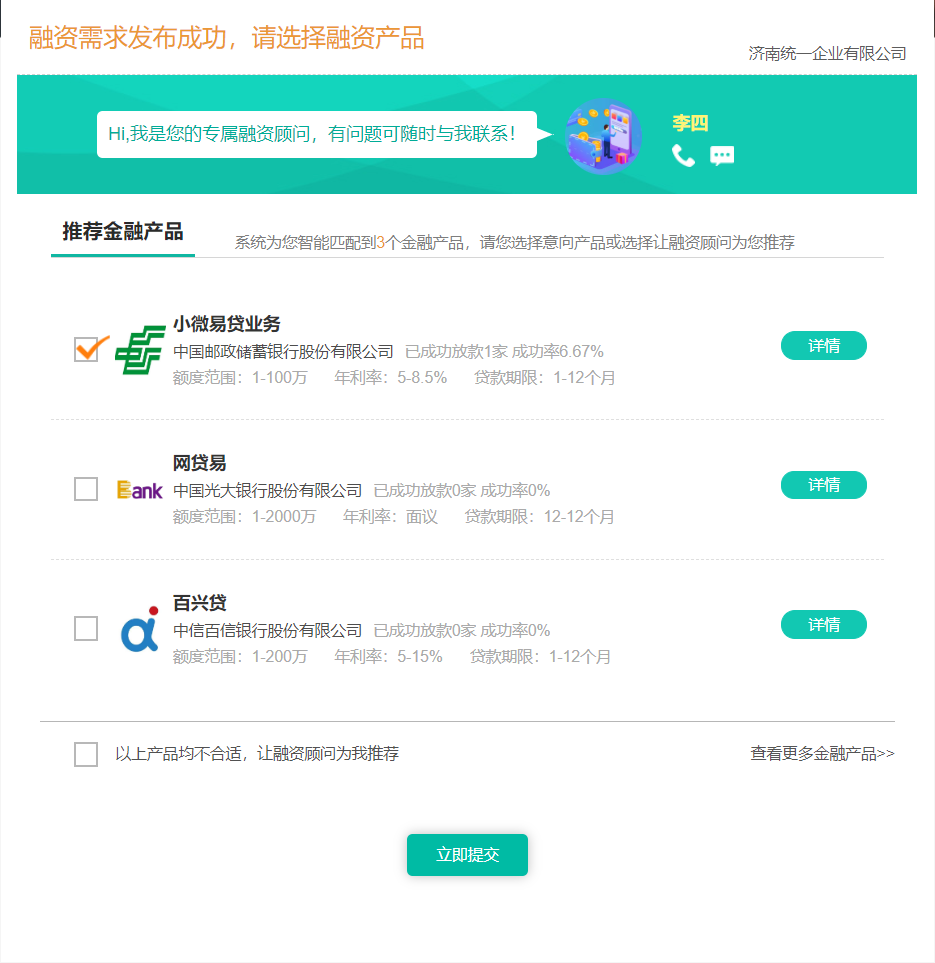 融资需求发布成功，请选择融资产品
济南统一企业有限公司
Hi,我是您的专属融资顾问，有问题可随时与我联系！
李四
推荐金融产品
系统为您智能匹配到3个金融产品，请您选择意向产品或选择让融资顾问为您推荐
小微易贷业务
中国邮政储蓄银行股份有限公司 已成功放款1家 成功率6.67%
详情
额度范围：1-100万 年利率：5-8.5% 贷款期限：1-12个月
网贷易
Bank
中国光大银行股份有限公司 已成功放款0家 成功率0%
详情
额度范围：1-2000万 年利率：面议 贷款期限：12-12个月
百兴贷
中信百信银行股份有限公司 已成功放款0家 成功率0%
详情
额度范围：1-200万 年利率：5-15% 贷款期限：1-12个月
以上产品均不合适，让融资顾问为我推荐
查看更多金融产品>>
立即提交